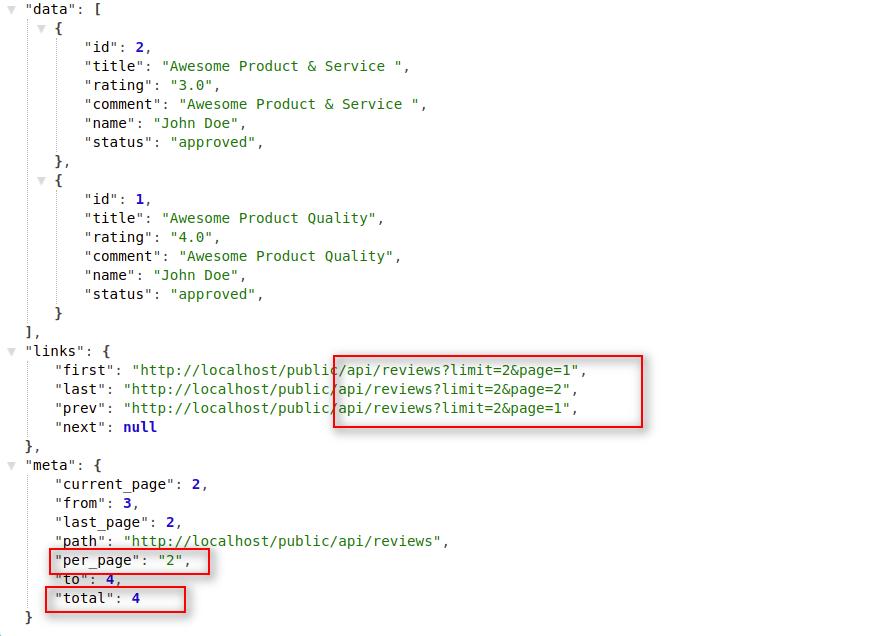 "data": [
{
"id": 2,
"title": "Awesome Product & Service ",
"rating": "3.0",
"comment": "Awesome Product & Service ",
"name": "John Doe",
"status": "approved",
},
{
"id": 1,
"title": "Awesome Product Quality",
"rating": "4.0",
"comment": "Awesome Product Quality",
"name": "John Doe",
"status": "approved",
}
],
"links": {
"first": "http://localhost/public/api/reviews?limit=2&page=1",
"last": "http://localhost/public/api/reviews?limit=2&page=2",
"prev": "http://localhost/public/api/reviews?limit=2&page=1",
"next": null
},
"meta": {
"current_page": 2,
"from": 3,
"last_page": 2,
"path": "http://localhost/public/api/reviews",
"per_page": "2",
"to": 4,
"total": 4
}